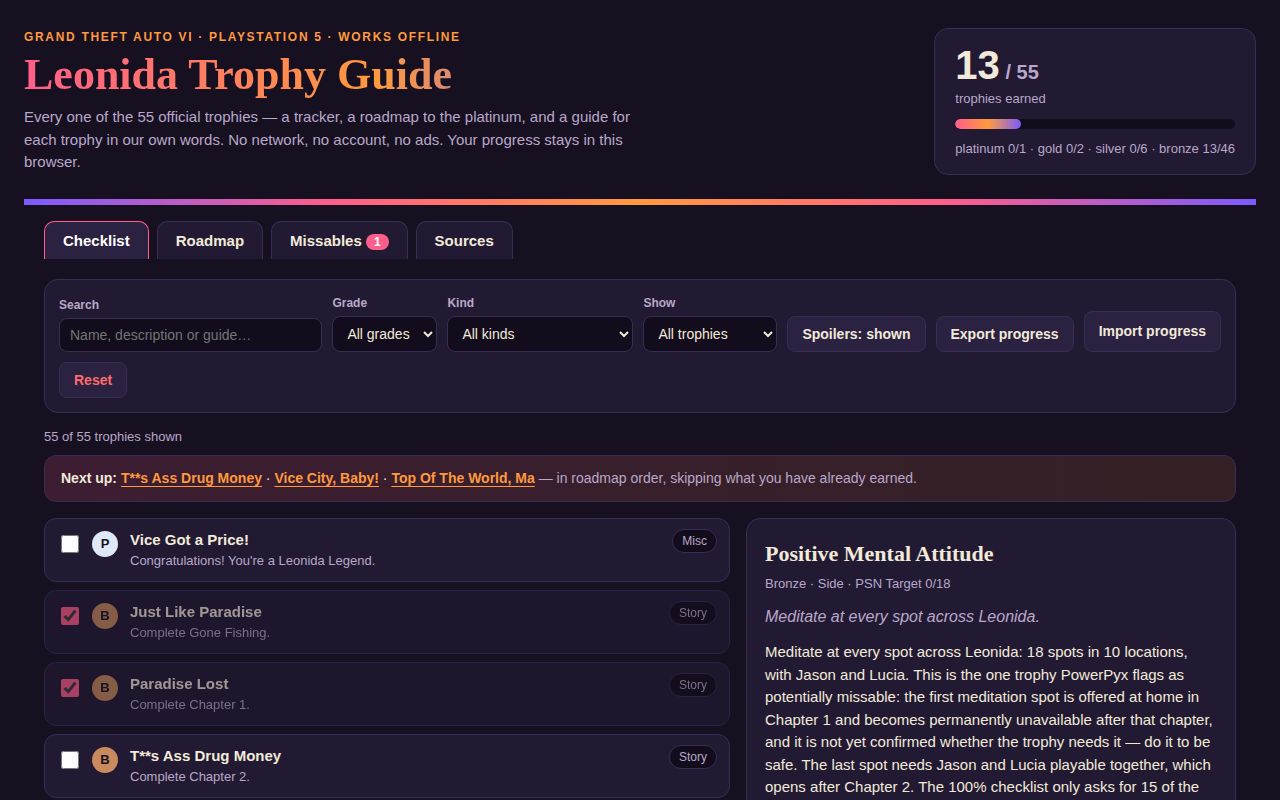 GRAND THEFT AUTO VI · PLAYSTATION 5 · WORKS OFFLINE
Leonida Trophy Guide
Every one of the 55 official trophies — a tracker, a roadmap to the platinum, and a guide for
each trophy in our own words. No network, no account, no ads. Your progress stays in this
browser.
13 / 55
trophies earned
platinum 0/1 · gold 0/2 · silver 0/6 · bronze 13/46
Checklist
Roadmap
Missables 1
Sources
Search
Name, description or guide…
Grade
All grades
Kind
All kinds
Show
All trophies
Spoilers: shown
Export progress
Import progress
Reset
55 of 55 trophies shown
Next up: T**s Ass Drug Money · Vice City, Baby! · Top Of The World, Ma — in roadmap order, skipping what you have already earned.
P
Vice Got a Price!
Misc
Congratulations! You're a Leonida Legend.
B
Just Like Paradise
Story
Complete Gone Fishing.
B
Paradise Lost
Story
Complete Chapter 1.
B
T**s Ass Drug Money
Story
Complete Chapter 2.
Positive Mental Attitude
Bronze · Side · PSN Target 0/18
Meditate at every spot across Leonida.
Meditate at every spot across Leonida: 18 spots in 10 locations,
with Jason and Lucia. This is the one trophy PowerPyx flags as
potentially missable: the first meditation spot is offered at home in
Chapter 1 and becomes permanently unavailable after that chapter,
and it is not yet confirmed whether the trophy needs it — do it to be
safe. The last spot needs Jason and Lucia playable together, which
opens after Chapter 2. The 100% checklist only asks for 15 of the